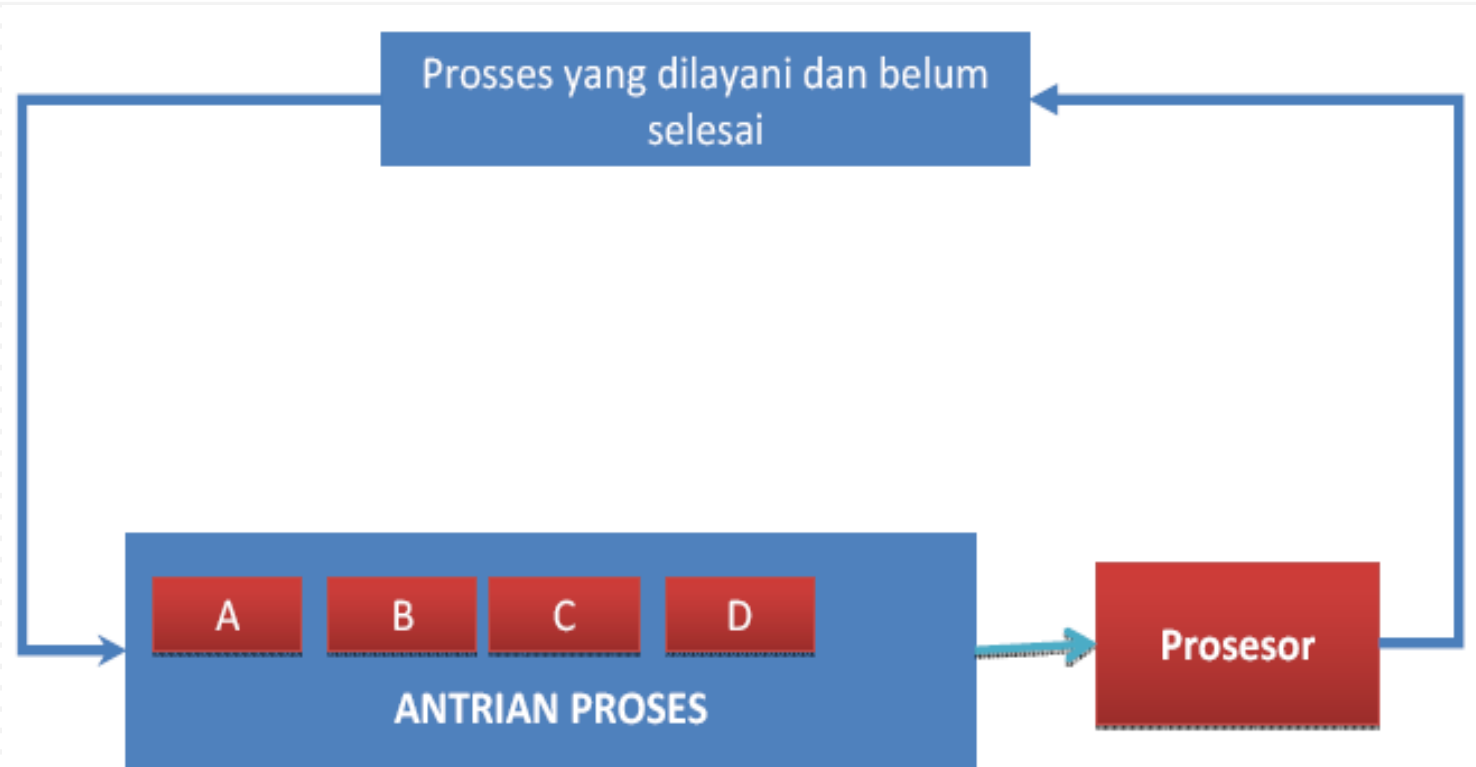 Prosses yang dilayani dan belum
selesai
A B C D
ANTRIAN PROSES
Prosesor